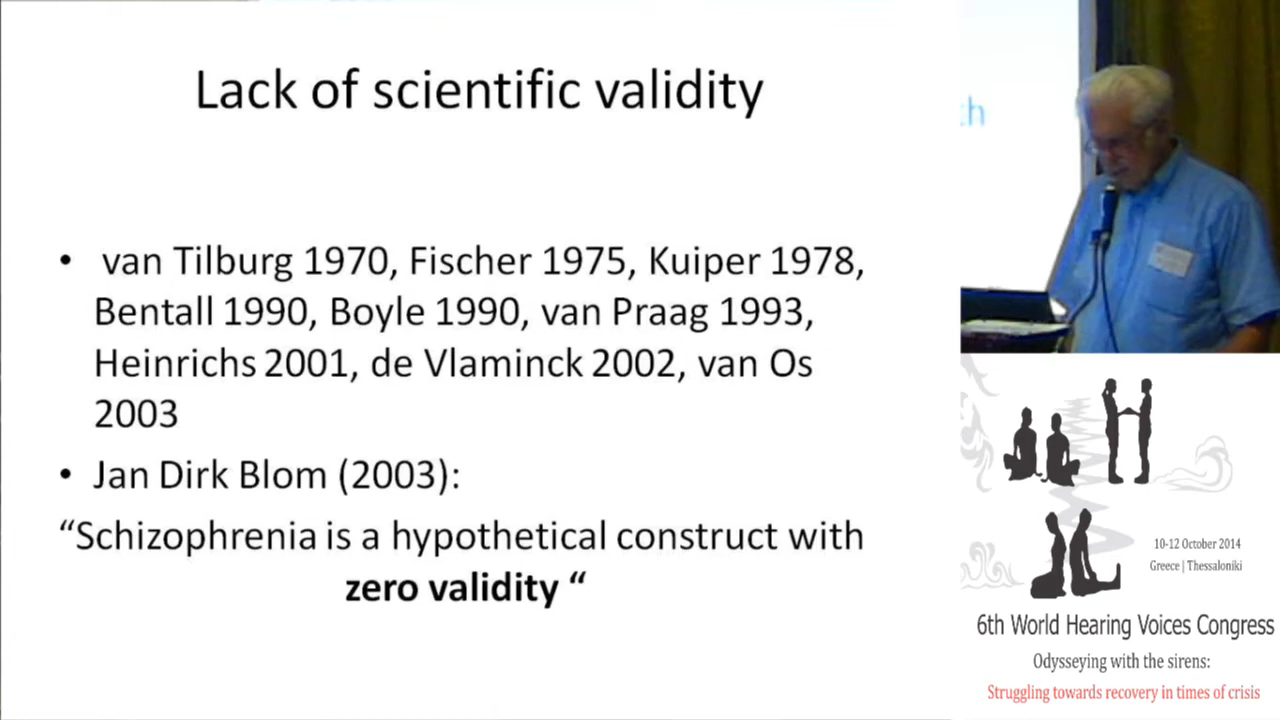 Lack of scientific validity
• van Tilburg 1970, Fischer 1975, Kuiper 1978,
Bentall 1990, Boyle 1990, van Praag 1993,
Heinrichs 2001, de Vlaminck 2002, van Os
2003
• Jan Dirk Blom (2003):
“Schizophrenia is a hypothetical construct with
zero validity “
10-12 October 2014
Greece | Thessaloniki
6th World Hearing Voices Congress
Odysseying with the sirens:
Struggling towards recovery in times of crisis